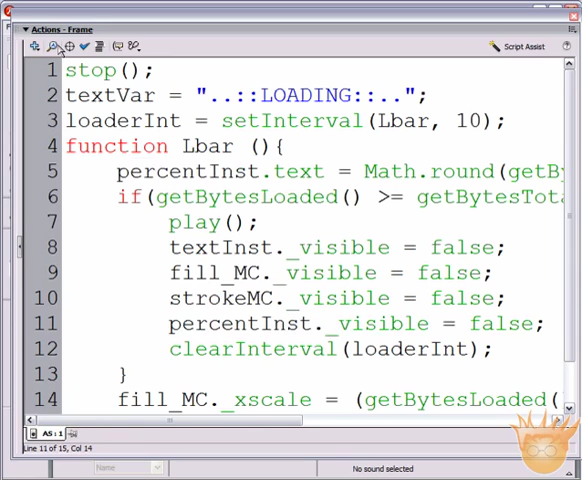 Actions - Frame
Script Assist
1 stop();
2 textVar = "..::LOADING::..";
3 loaderInt = setInterval(Lbar, 10);
4 function Lbar (){
5 percentInst.text = Math.round(getB
6 if(getBytesLoaded() >= getBytesTota
7 play();
8 textInst._visible = false;
9 fill_MC._visible = false;
10 strokeMC._visible = false;
11 percentInst._visible = false;
12 clearInterval(loaderInt);
13 }
14 fill_MC._xscale = (getBytesLoaded(
AS: 1
Line 11 of 15, Col 14
Name
No sound selected